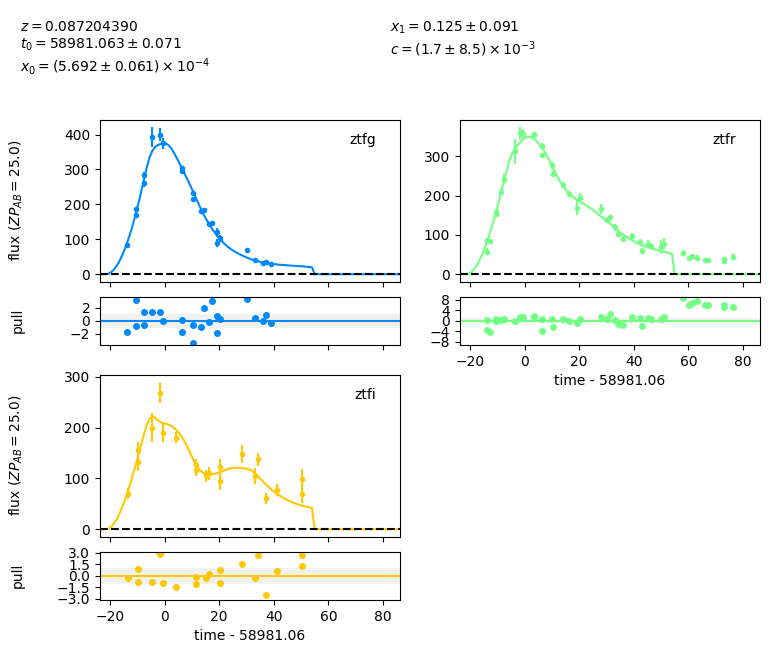 z = 0.087204390
t₀ = 58981.063 ± 0.071
x₀ = (5.692 ± 0.061) × 10⁻⁴
x₁ = 0.125 ± 0.091
c = (1.7 ± 8.5) × 10⁻³
flux (ZP_AB = 25.0)
400
300
200
100
0
ztfg
300
200
100
0
ztfr
pull
2
0
−2
8
4
0
−4
−8
−20 0 20 40 60 80
time - 58981.06
flux (ZP_AB = 25.0)
300
200
100
0
ztfi
pull
3.0
1.5
0.0
−1.5
−3.0
−20 0 20 40 60 80
time - 58981.06